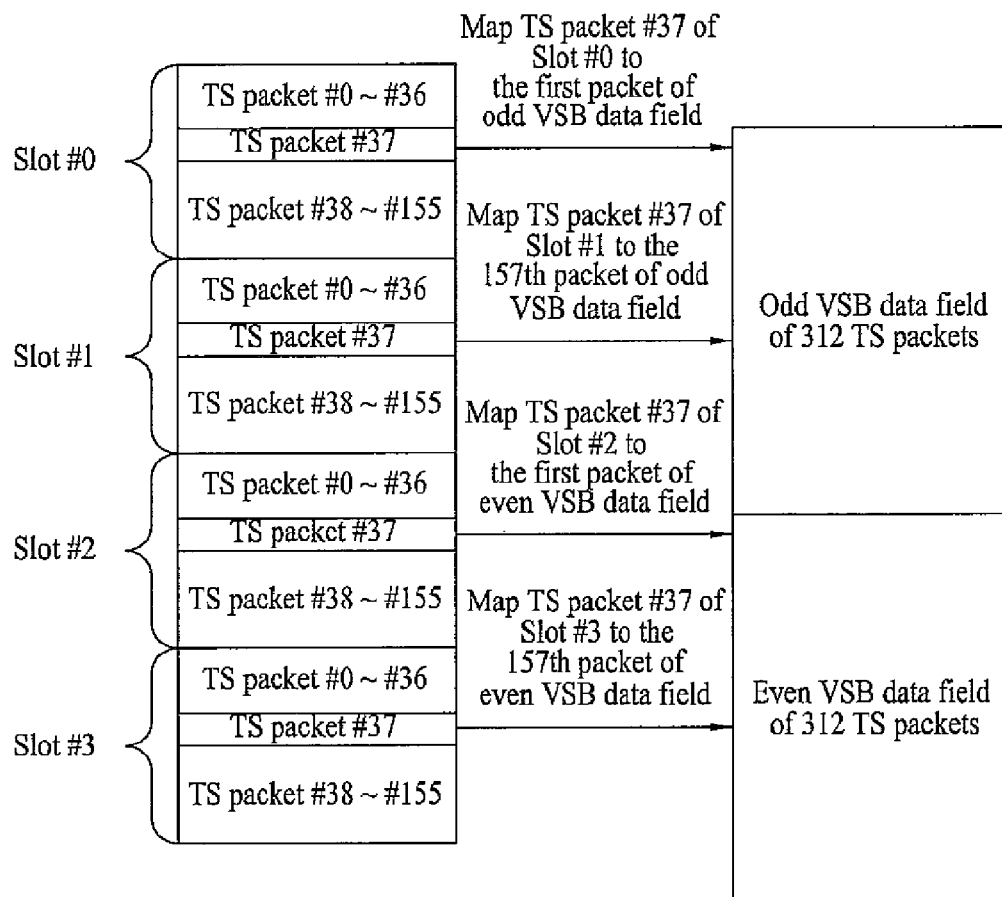 Map TS packet #37 of
Slot #0 to
the first packet of
odd VSB data field
Slot #0
TS packet #0 ~ #36
TS packet #37
TS packet #38 ~ #155
Map TS packet #37 of
Slot #1 to the
157th packet of odd
VSB data field
Slot #1
TS packet #0 ~ #36
TS packet #37
TS packet #38 ~ #155
Odd VSB data field
of 312 TS packets
Map TS packet #37 of
Slot #2 to
the first packet of
even VSB data field
Slot #2
TS packet #0 ~ #36
TS packet #37
TS packet #38 ~ #155
Map TS packet #37 of
Slot #3 to the
157th packet of
even VSB data field
Slot #3
TS packet #0 ~ #36
TS packet #37
TS packet #38 ~ #155
Even VSB data field
of 312 TS packets